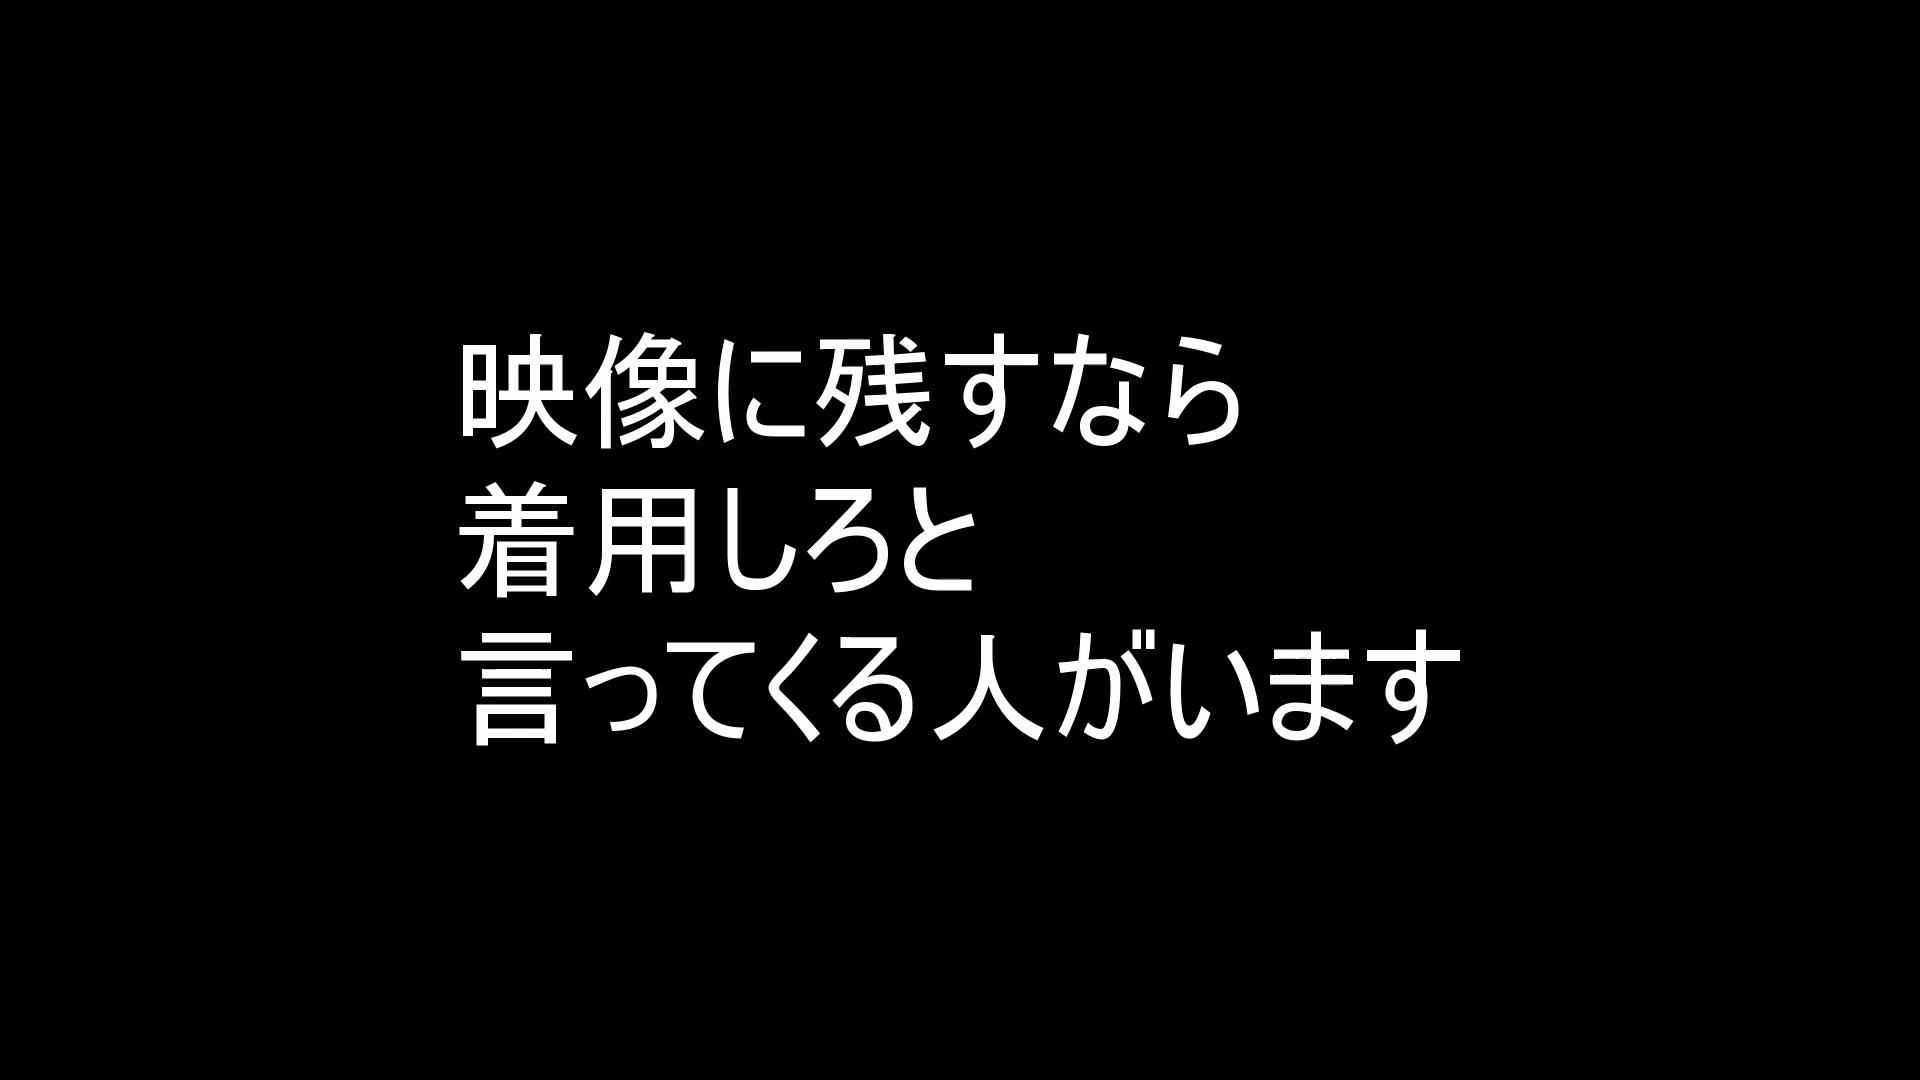 映像に残すなら
着用しろと
言ってくる人がいます